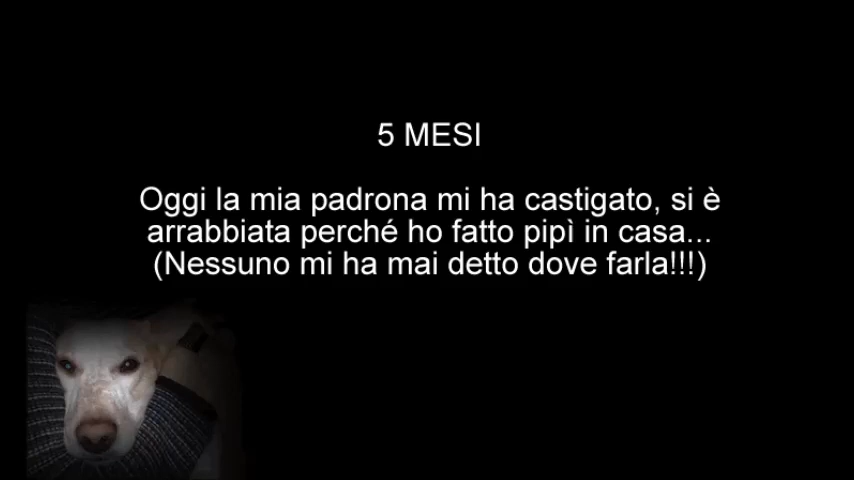 5 MESI
Oggi la mia padrona mi ha castigato, si è
arrabbiata perché ho fatto pipì in casa...
(Nessuno mi ha mai detto dove farla!!!)